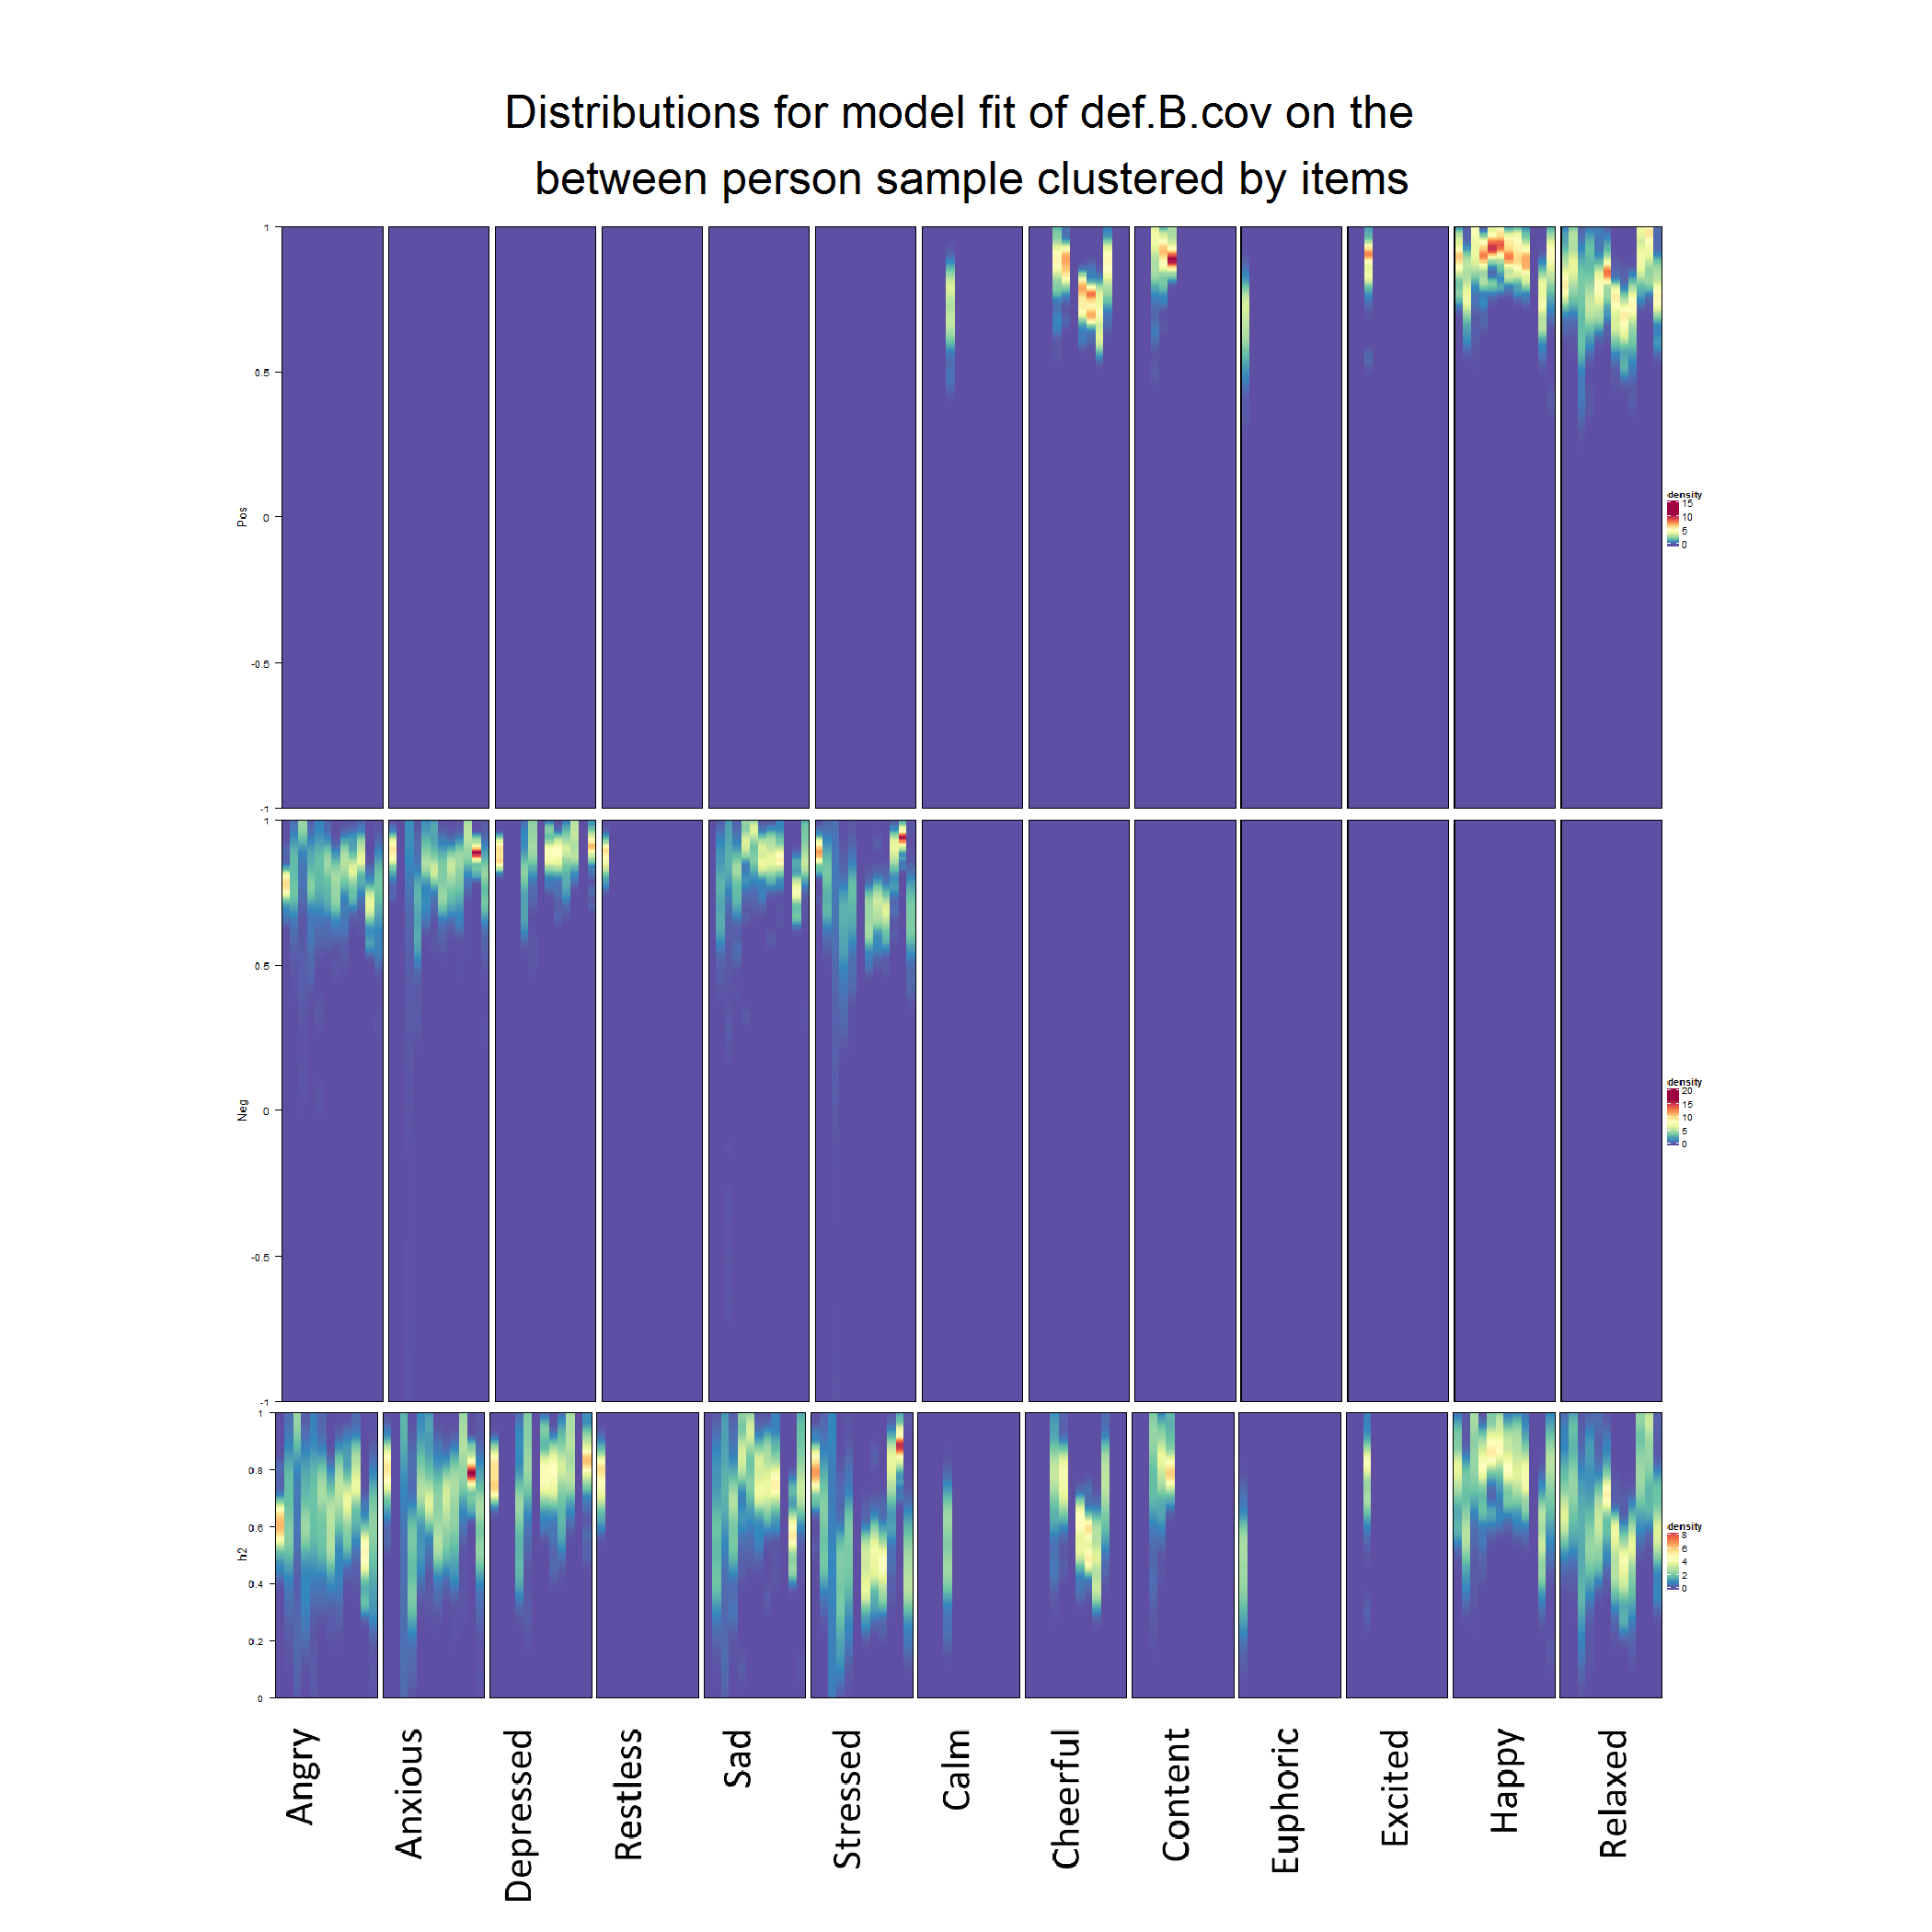 Distributions for model fit of def.B.cov on the
between person sample clustered by items
1
0.5
Pos
0
-0.5
-1
density
15
10
5
0
1
0.5
Neg
0
-0.5
-1
density
20
15
10
5
0
1
0.8
0.6
h2
0.4
0.2
0
density
8
6
4
2
0
Angry
Anxious
Depressed
Restless
Sad
Stressed
Calm
Cheerful
Content
Euphoric
Excited
Happy
Relaxed